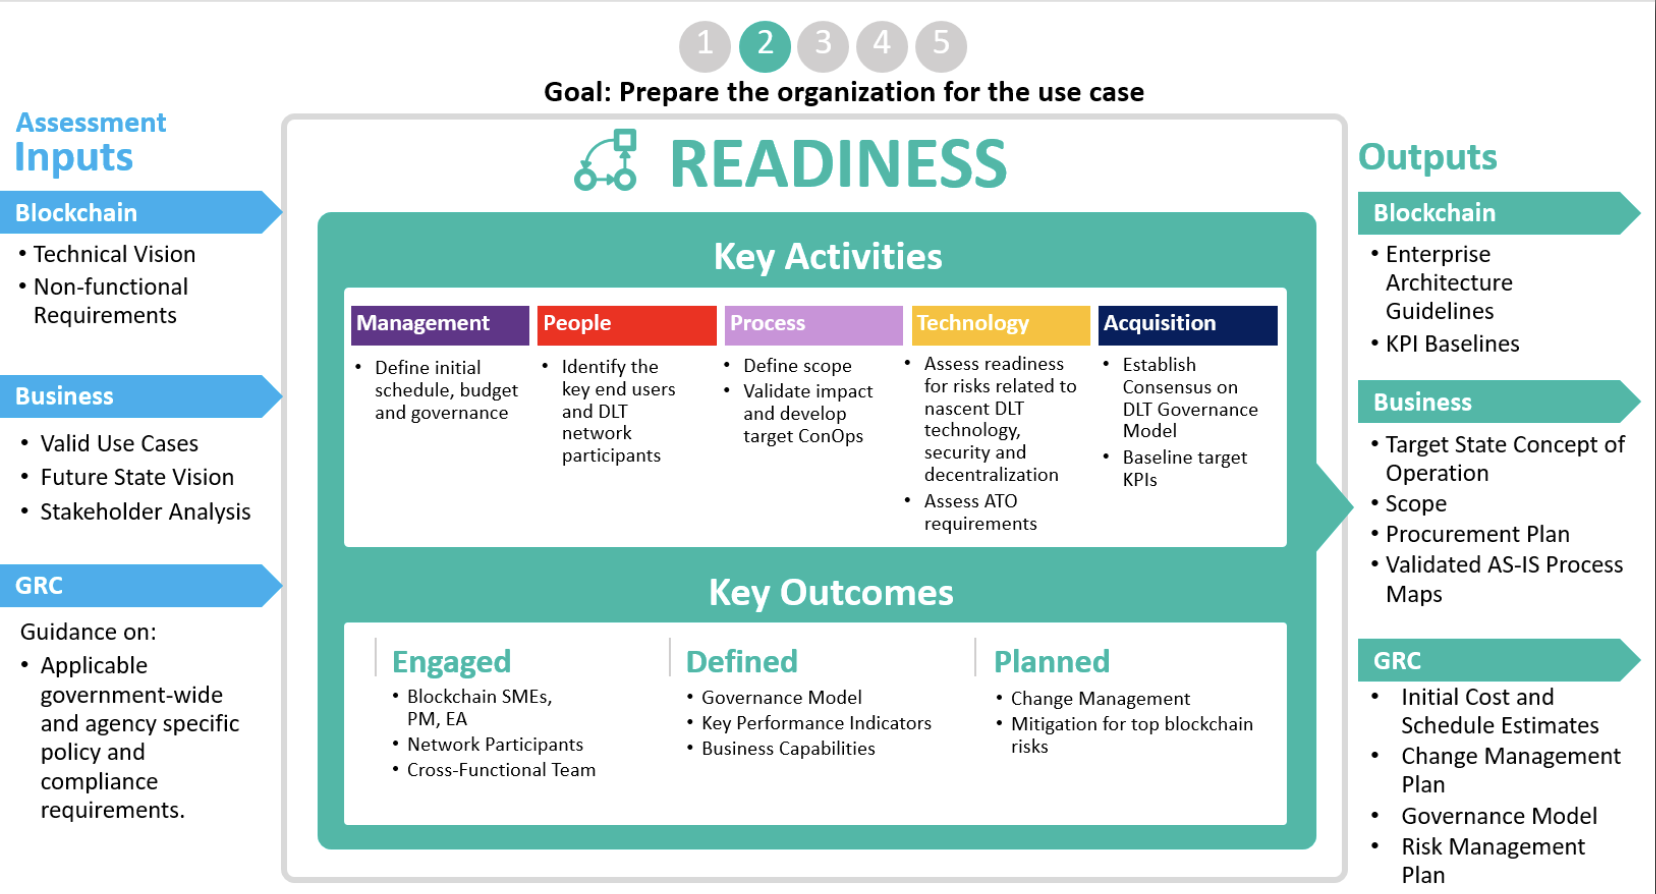 1 2 3 4 5
Goal: Prepare the organization for the use case
Assessment
Inputs
Blockchain
• Technical Vision
• Non-functional
Requirements
Business
• Valid Use Cases
• Future State Vision
• Stakeholder Analysis
GRC
Guidance on:
• Applicable
government-wide
and agency specific
policy and
compliance
requirements.
READINESS
Key Activities
Management
• Define initial
schedule, budget
and governance
People
• Identify the
key end users
and DLT
network
participants
Process
• Define scope
• Validate impact
and develop
target ConOps
Technology
• Assess readiness
for risks related to
nascent DLT
technology,
security and
decentralization
• Assess ATO
requirements
Acquisition
• Establish
Consensus on
DLT Governance
Model
• Baseline target
KPIs
Key Outcomes
Engaged
• Blockchain SMEs,
PM, EA
• Network Participants
• Cross-Functional Team
Defined
• Governance Model
• Key Performance Indicators
• Business Capabilities
Planned
• Change Management
• Mitigation for top blockchain
risks
Outputs
Blockchain
• Enterprise
Architecture
Guidelines
• KPI Baselines
Business
• Target State Concept of
Operation
• Scope
• Procurement Plan
• Validated AS-IS Process
Maps
GRC
• Initial Cost and
Schedule Estimates
• Change Management
Plan
• Governance Model
• Risk Management
Plan